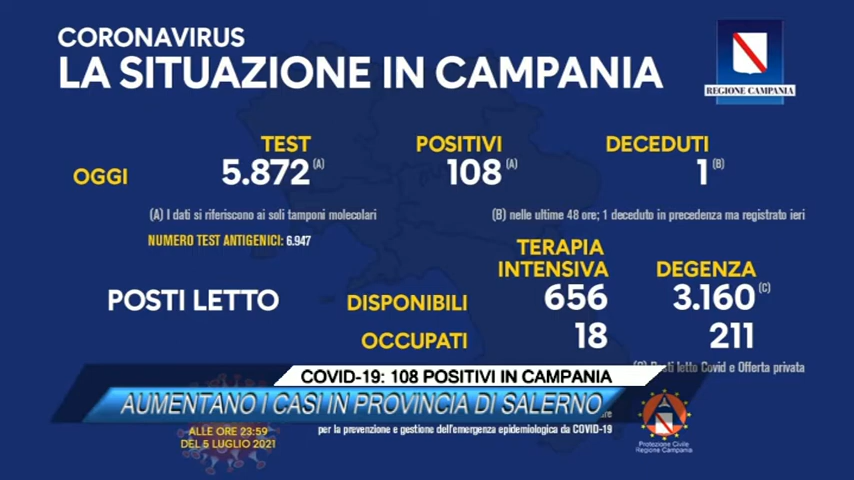 CORONAVIRUS
LA SITUAZIONE IN CAMPANIA
REGIONE CAMPANIA
TEST POSITIVI DECEDUTI
OGGI 5.872 (A) 108 (A) 1 (B)
(A) I dati si riferiscono ai soli tamponi molecolari
(B) nelle ultime 48 ore; 1 deceduto in precedenza ma registrato ieri
NUMERO TEST ANTIGENICI: 6.947
TERAPIA
INTENSIVA DEGENZA
POSTI LETTO DISPONIBILI 656 3.160 (C)
OCCUPATI 18 211
Posti letto Covid e Offerta privata
COVID-19: 108 POSITIVI IN CAMPANIA
AUMENTANO I CASI IN PROVINCIA DI SALERNO
ALLE ORE 23:59
DEL 5 LUGLIO 2021
per la prevenzione e gestione dell'emergenza epidemiologica da COVID-19
Protezione Civile
Regione Campania